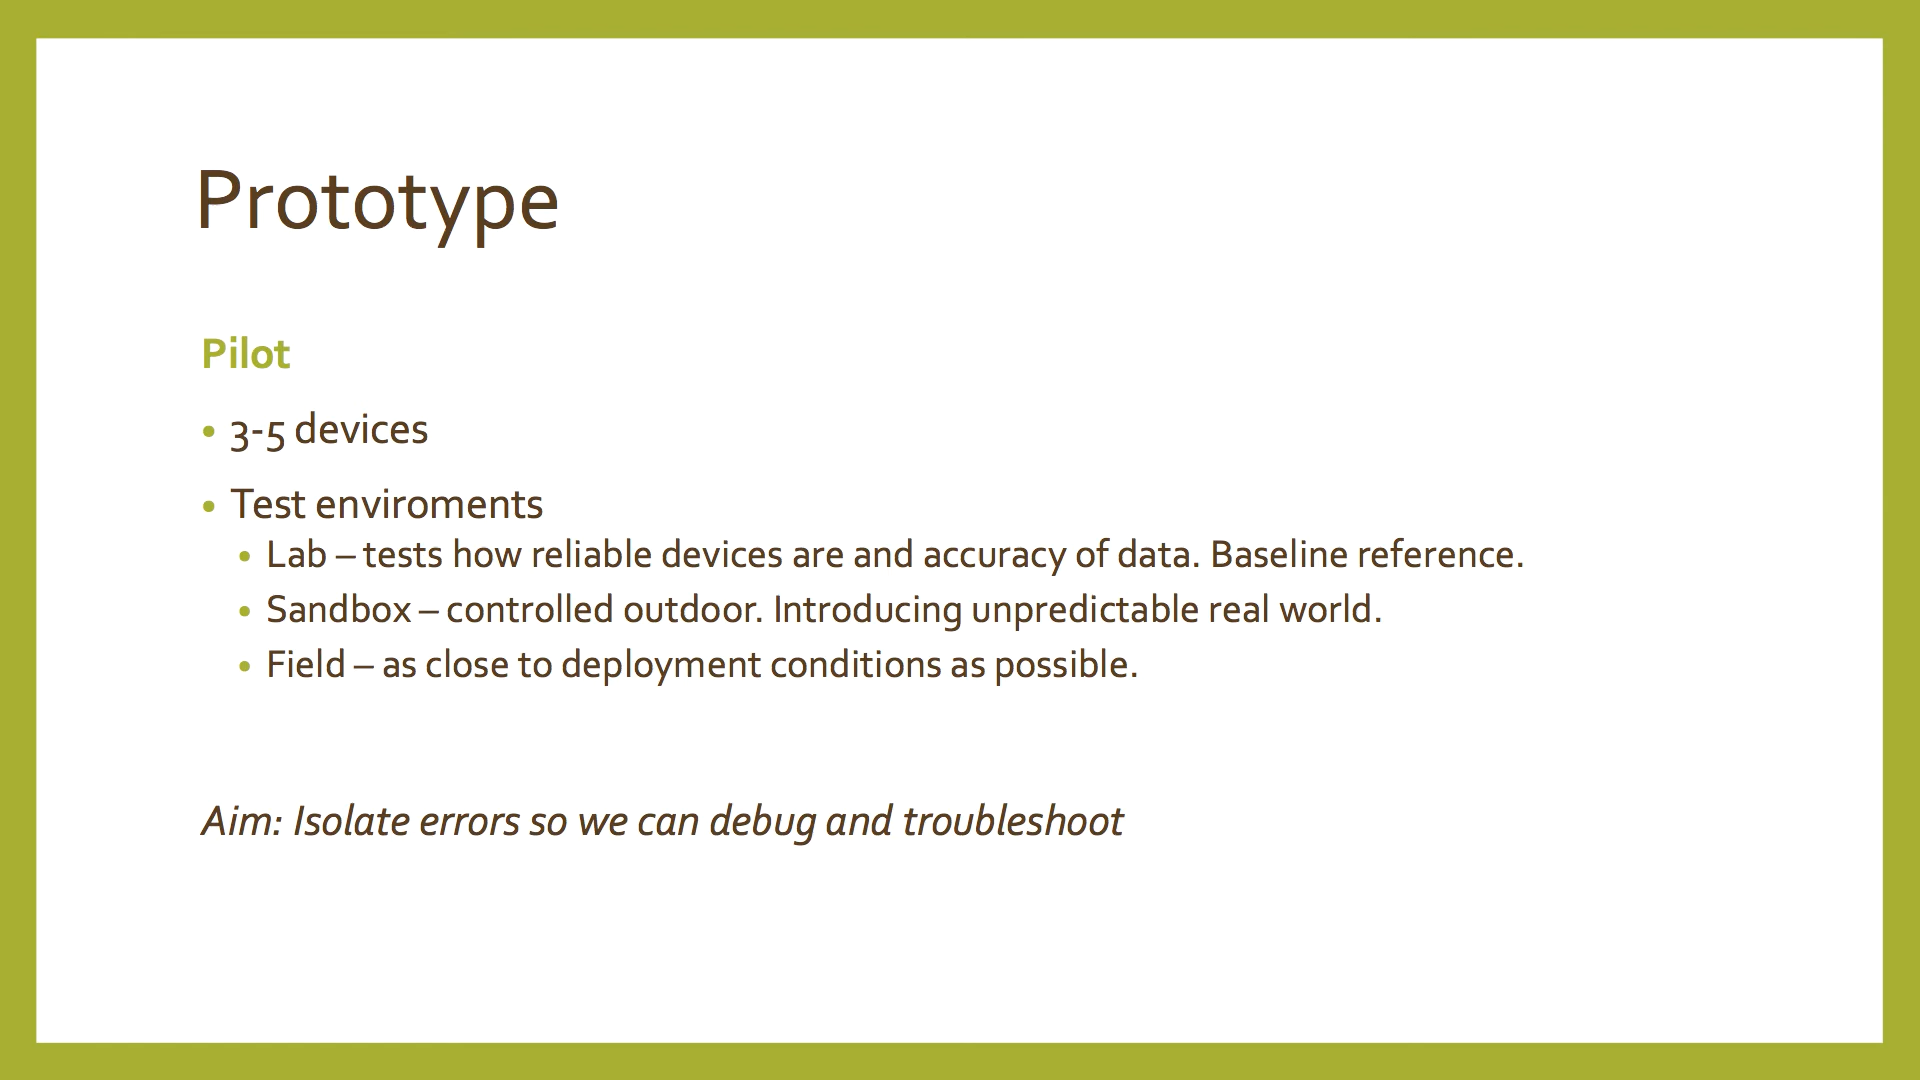 Prototype
Pilot
• 3-5 devices
• Test enviroments
• Lab – tests how reliable devices are and accuracy of data. Baseline reference.
• Sandbox – controlled outdoor. Introducing unpredictable real world.
• Field – as close to deployment conditions as possible.
Aim: Isolate errors so we can debug and troubleshoot